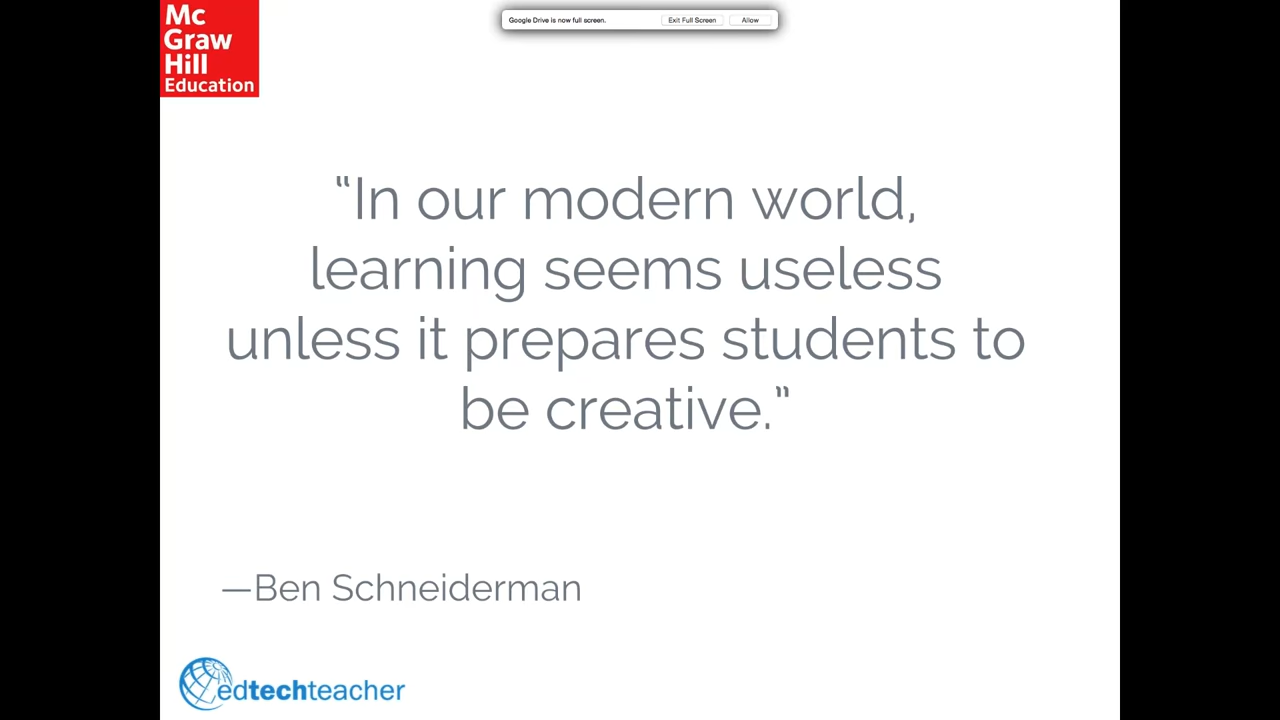 Mc
Graw
Hill
Education
Google Drive is now full screen. Exit Full Screen Allow
“In our modern world,
learning seems useless
unless it prepares students to
be creative.”
—Ben Schneiderman
edtechteacher